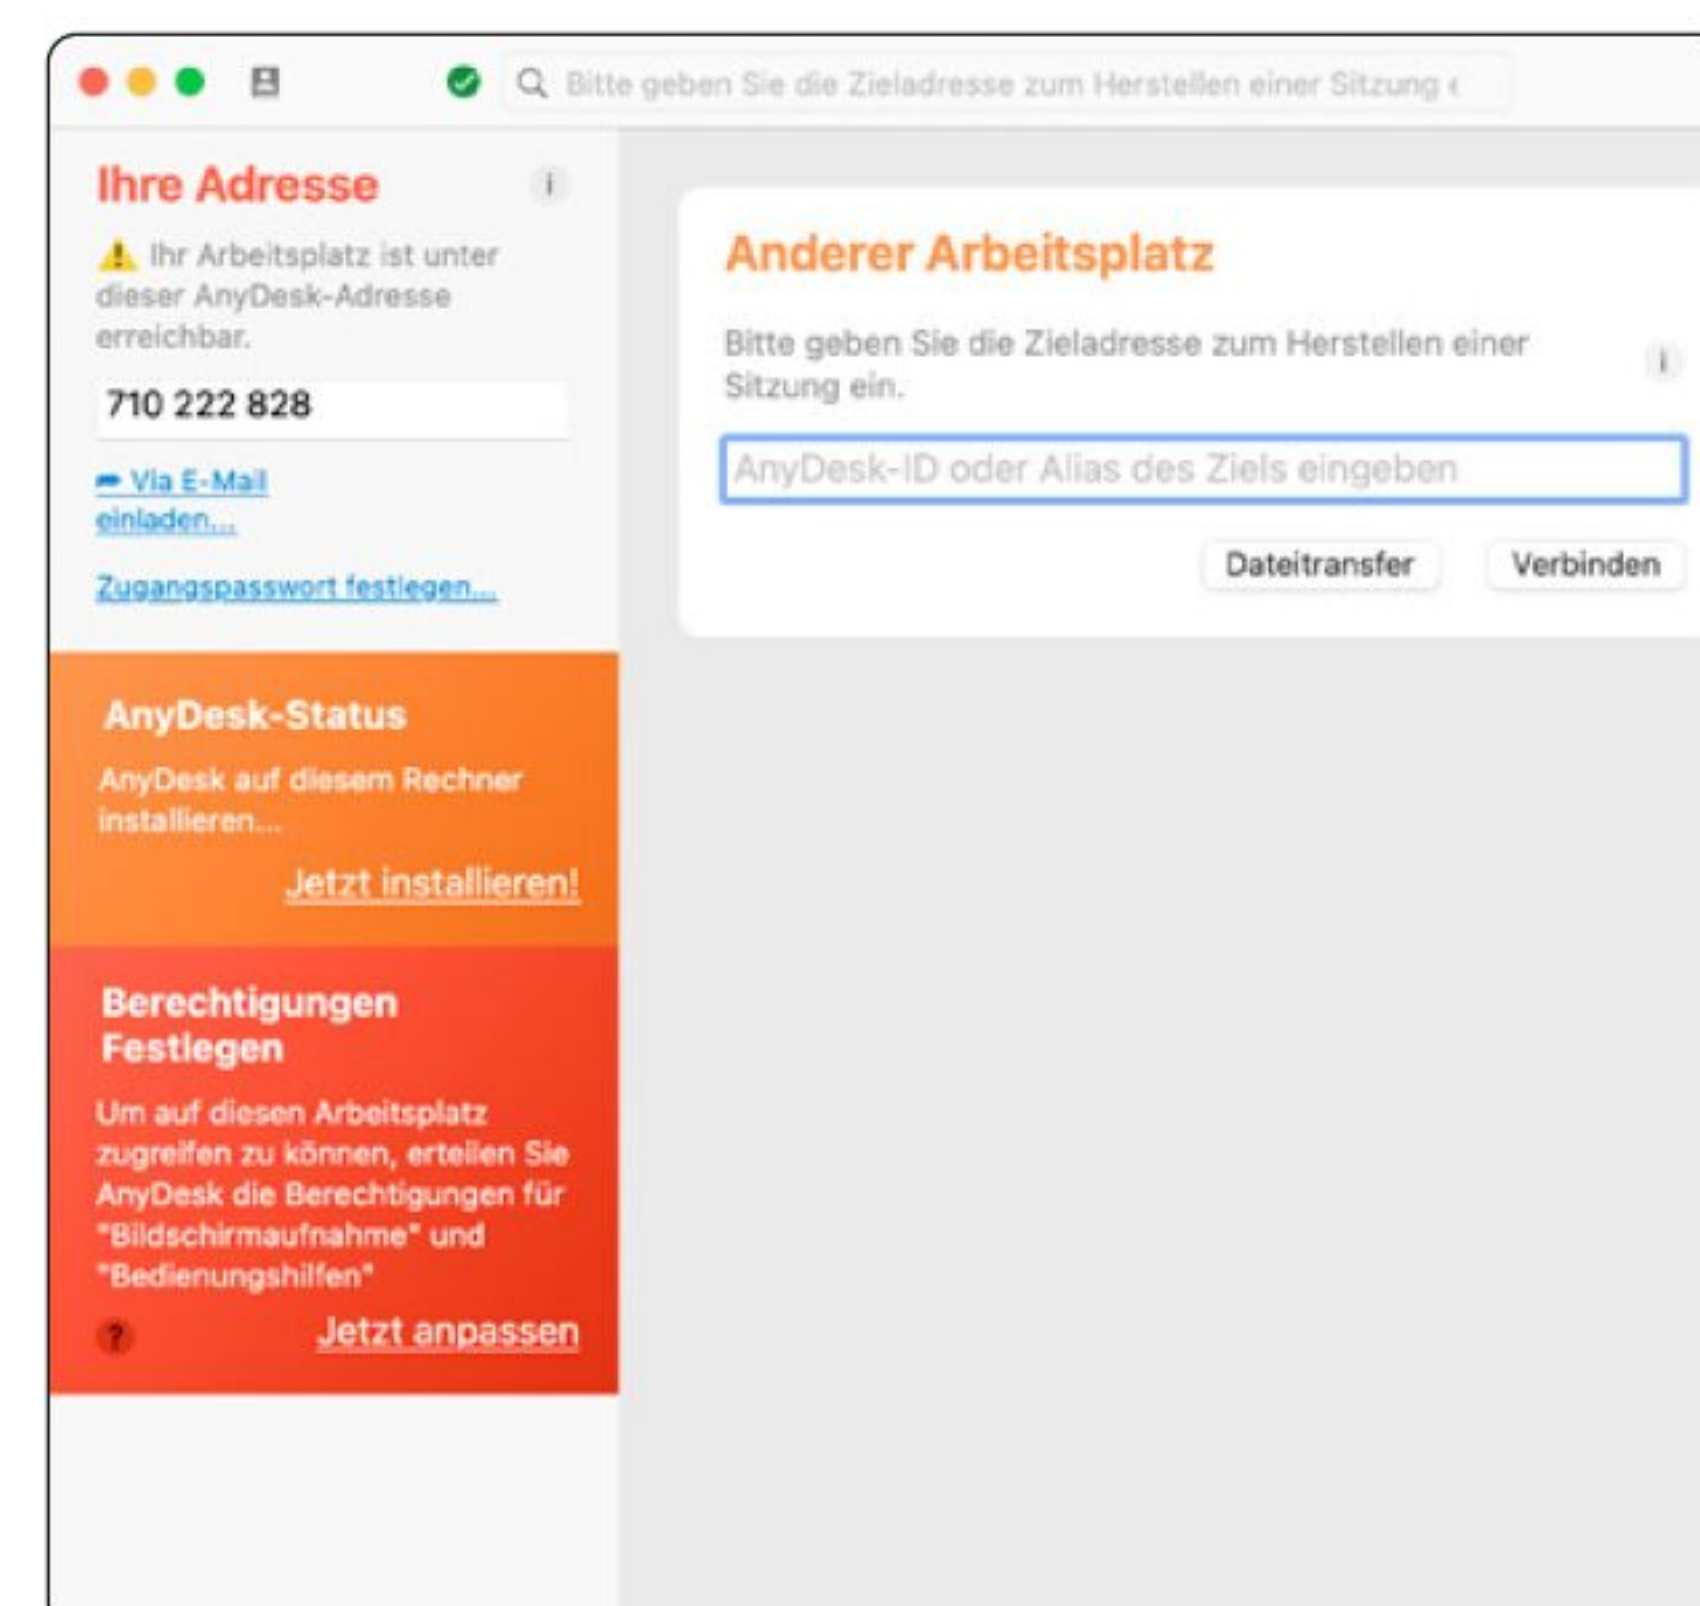 Bitte geben Sie die Zieladresse zum Herstellen einer Sitzung e
Ihre Adresse
i
Ihr Arbeitsplatz ist unter
dieser AnyDesk-Adresse
erreichbar.
710 222 828
Via E-Mail
einladen...
Zugangspasswort festlegen...
AnyDesk-Status
AnyDesk auf diesem Rechner
installieren...
Jetzt installieren!
Berechtigungen
Festlegen
Um auf diesen Arbeitsplatz
zugreifen zu können, erteilen Sie
AnyDesk die Berechtigungen für
"Bildschirmaufnahme" und
"Bedienungshilfen"
?
Jetzt anpassen
Anderer Arbeitsplatz
Bitte geben Sie die Zieladresse zum Herstellen einer
Sitzung ein.
i
AnyDesk-ID oder Alias des Ziels eingeben
Dateitransfer
Verbinden